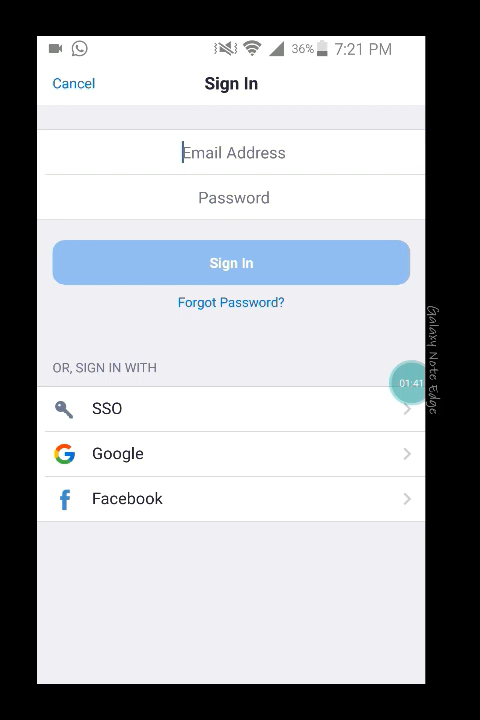 36% 7:21 PM
Cancel Sign In
Email Address
Password
Sign In
Forgot Password?
OR, SIGN IN WITH
01:41
SSO
Google
Facebook
Galaxy Note Edge